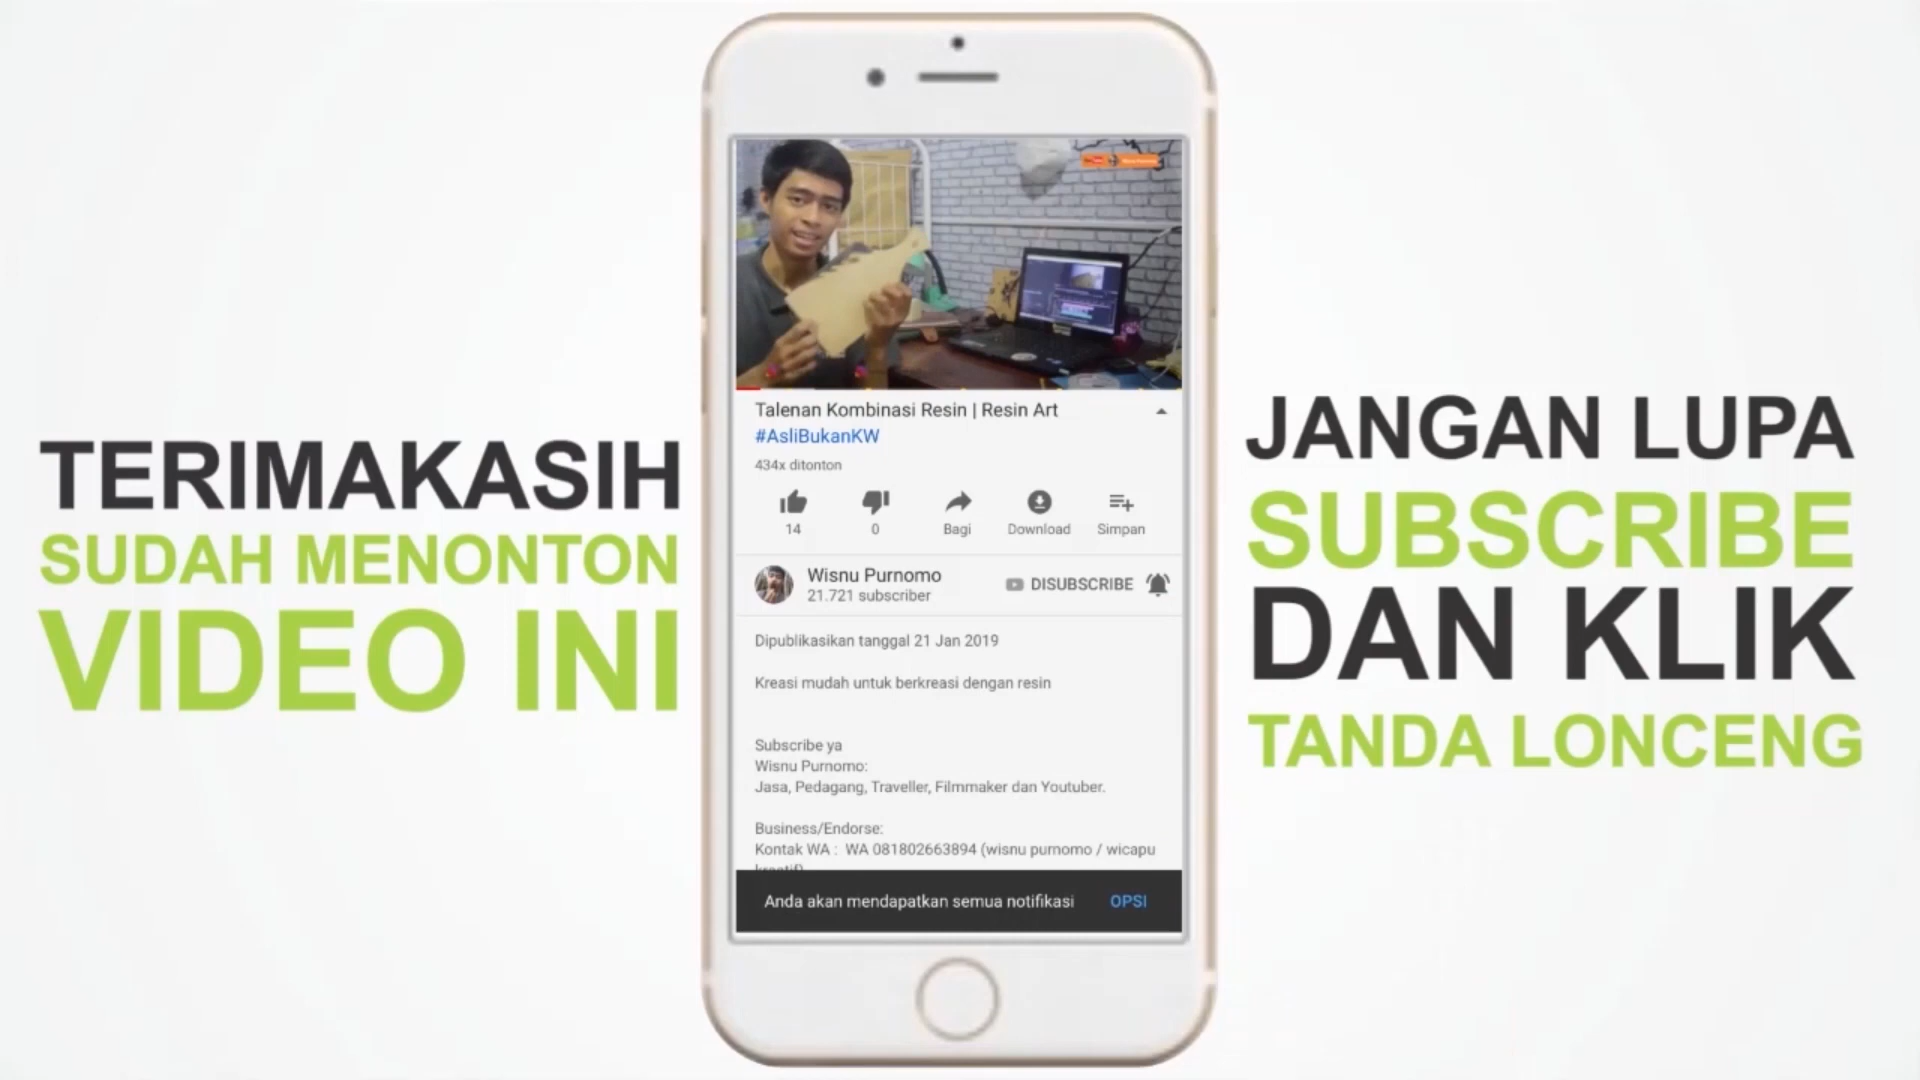 TERIMAKASIH
SUDAH MENONTON
VIDEO INI
Talenan Kombinasi Resin | Resin Art
#AsliBukanKW
434x ditonton
14
0
Bagi
Download
Simpan
Wisnu Purnomo
21.721 subscriber
DISUBSCRIBE
Dipublikasikan tanggal 21 Jan 2019
Kreasi mudah untuk berkreasi dengan resin
Subscribe ya
Wisnu Purnomo:
Jasa, Pedagang, Traveller, Filmmaker dan Youtuber.
Business/Endorse:
Kontak WA : WA 081802663894 (wisnu purnomo / wicapu
Anda akan mendapatkan semua notifikasi
OPSI
JANGAN LUPA
SUBSCRIBE
DAN KLIK
TANDA LONCENG